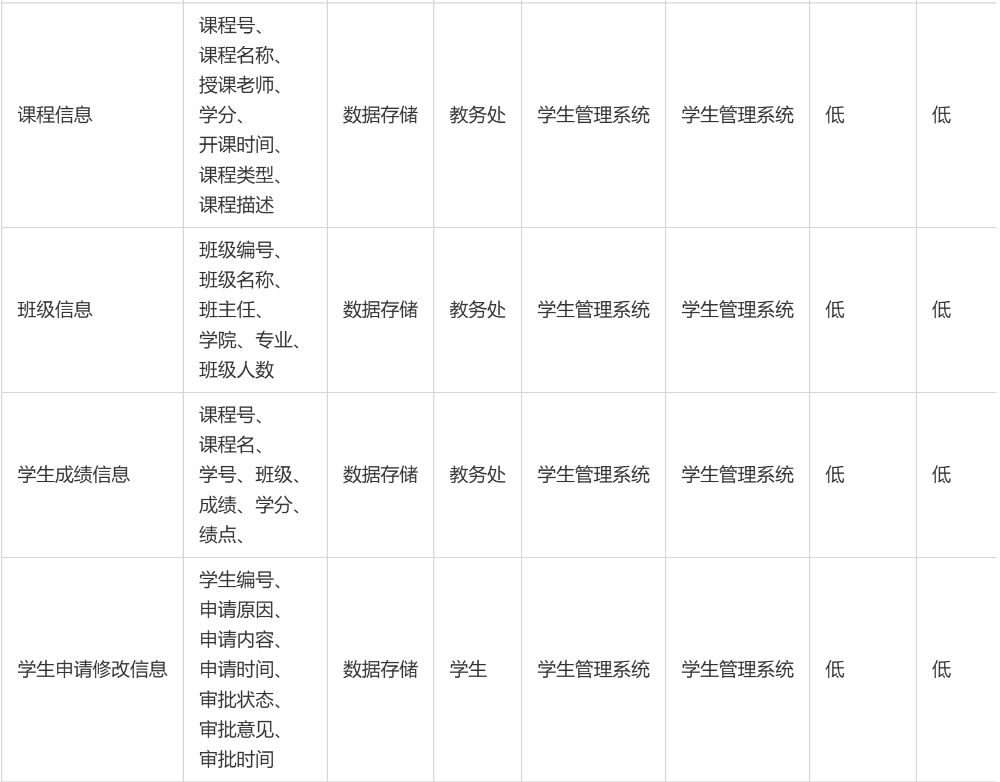 课程信息
课程号、
课程名称、
授课老师、
学分、
开课时间、
课程类型、
课程描述
数据存储
教务处
学生管理系统
学生管理系统
低
低
班级信息
班级编号、
班级名称、
班主任、
学院、专业、
班级人数
数据存储
教务处
学生管理系统
学生管理系统
低
低
学生成绩信息
课程号、
课程名、
学号、班级、
成绩、学分、
绩点、
数据存储
教务处
学生管理系统
学生管理系统
低
低
学生申请修改信息
学生编号、
申请原因、
申请内容、
申请时间、
审批状态、
审批意见、
审批时间
数据存储
学生
学生管理系统
学生管理系统
低
低